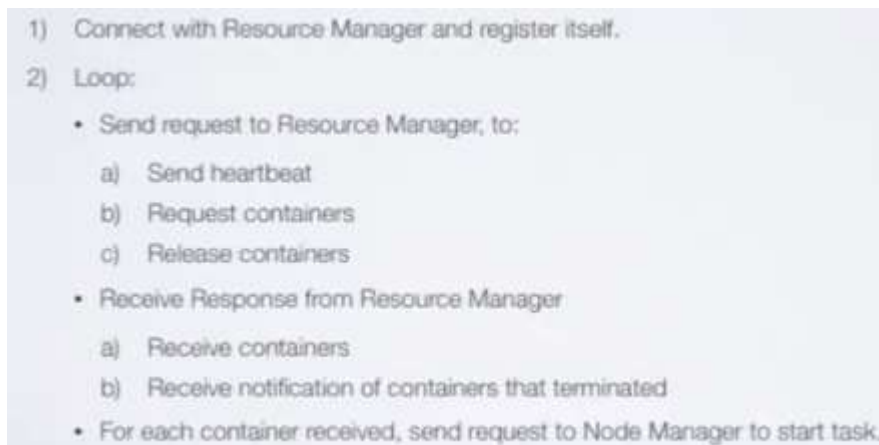 1) Connect with Resource Manager and register itself.
2) Loop:
• Send request to Resource Manager, to:
a) Send heartbeat
b) Request containers
c) Release containers
• Receive Response from Resource Manager
a) Receive containers
b) Receive notification of containers that terminated
• For each container received, send request to Node Manager to start task.